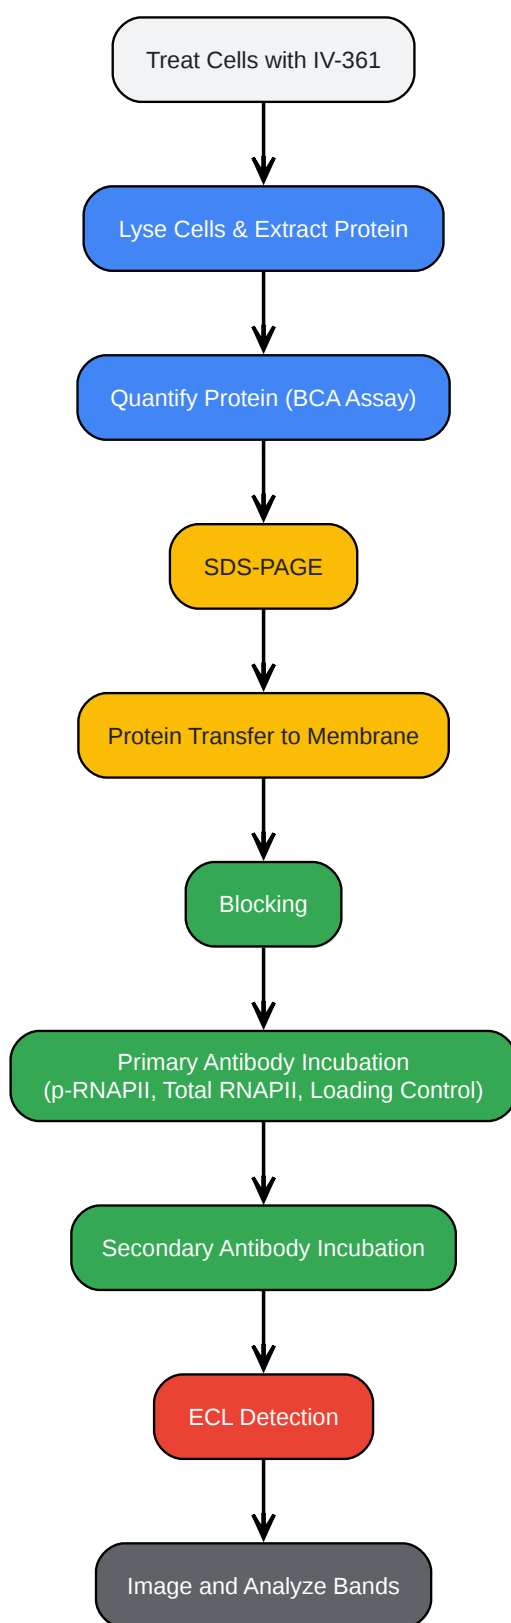 Treat Cells with IV-361
Lyse Cells & Extract Protein
Quantify Protein (BCA Assay)
SDS-PAGE
Protein Transfer to Membrane
Blocking
Primary Antibody Incubation
(p-RNAPII, Total RNAPII, Loading Control)
Secondary Antibody Incubation
ECL Detection
Image and Analyze Bands